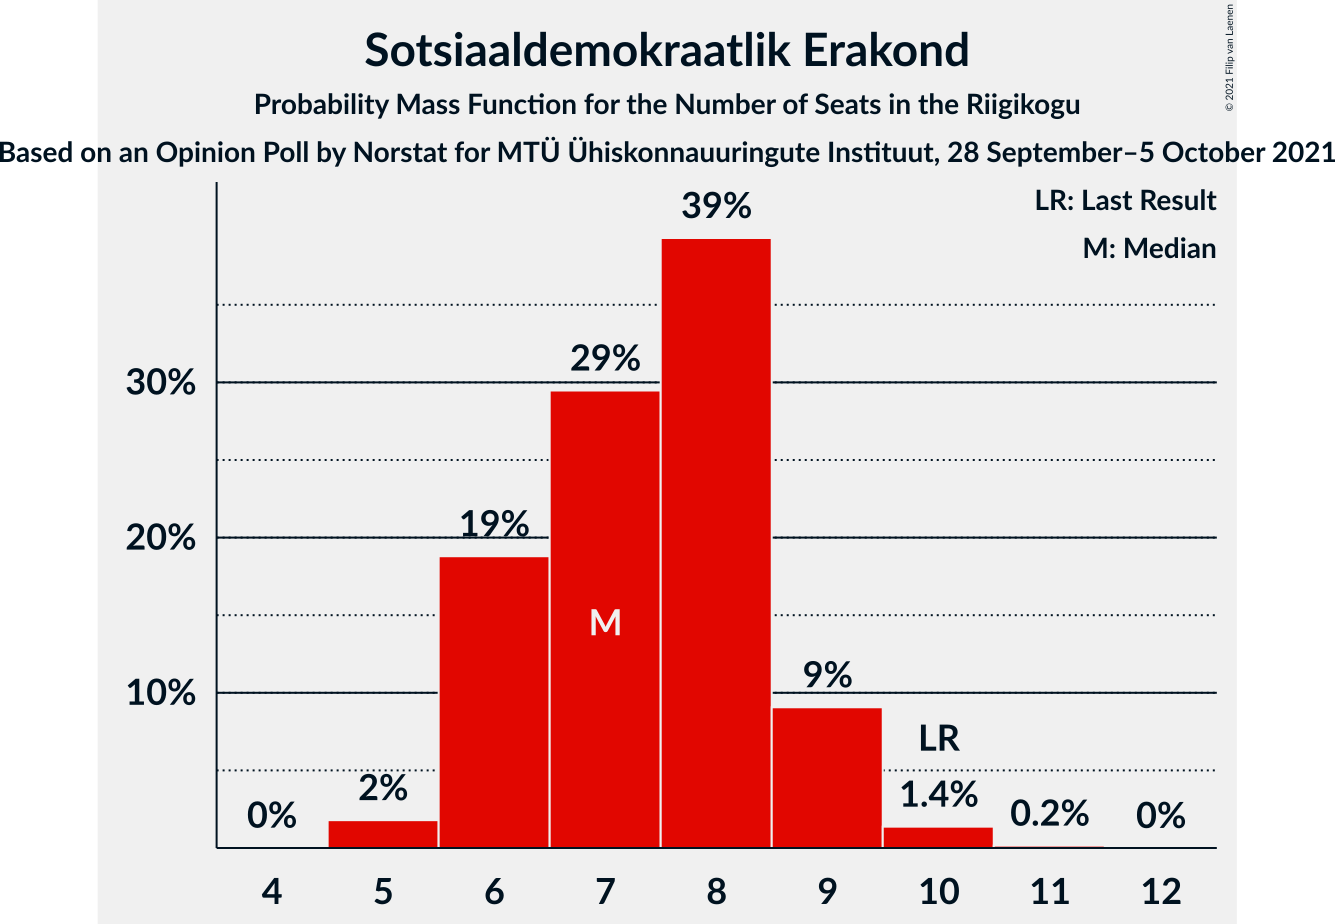 Sotsiaaldemokraatlik Erakond
Probability Mass Function for the Number of Seats in the Riigikogu
Based on an Opinion Poll by Norstat for MTÜ Ühiskonnauuringute Instituut, 28 September–5 October 2021
© 2021 Filip van Laenen
LR: Last Result
M: Median
39%
29%
30%
19%
20%
M
9%
10%
LR
2%
1.4%
0%
0.2%
0%
4 5 6 7 8 9 10 11 12